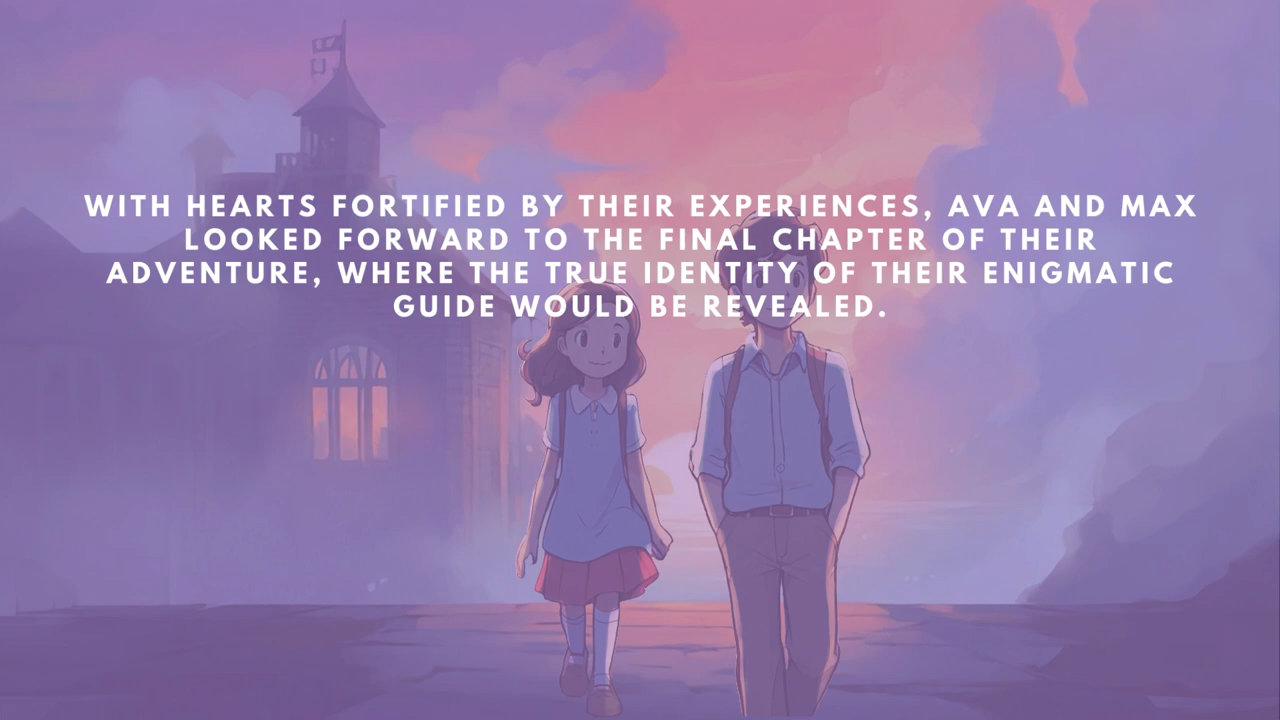 WITH HEARTS FORTIFIED BY THEIR EXPERIENCES, AVA AND MAX
LOOKED FORWARD TO THE FINAL CHAPTER OF THEIR
ADVENTURE, WHERE THE TRUE IDENTITY OF THEIR ENIGMATIC
GUIDE WOULD BE REVEALED.